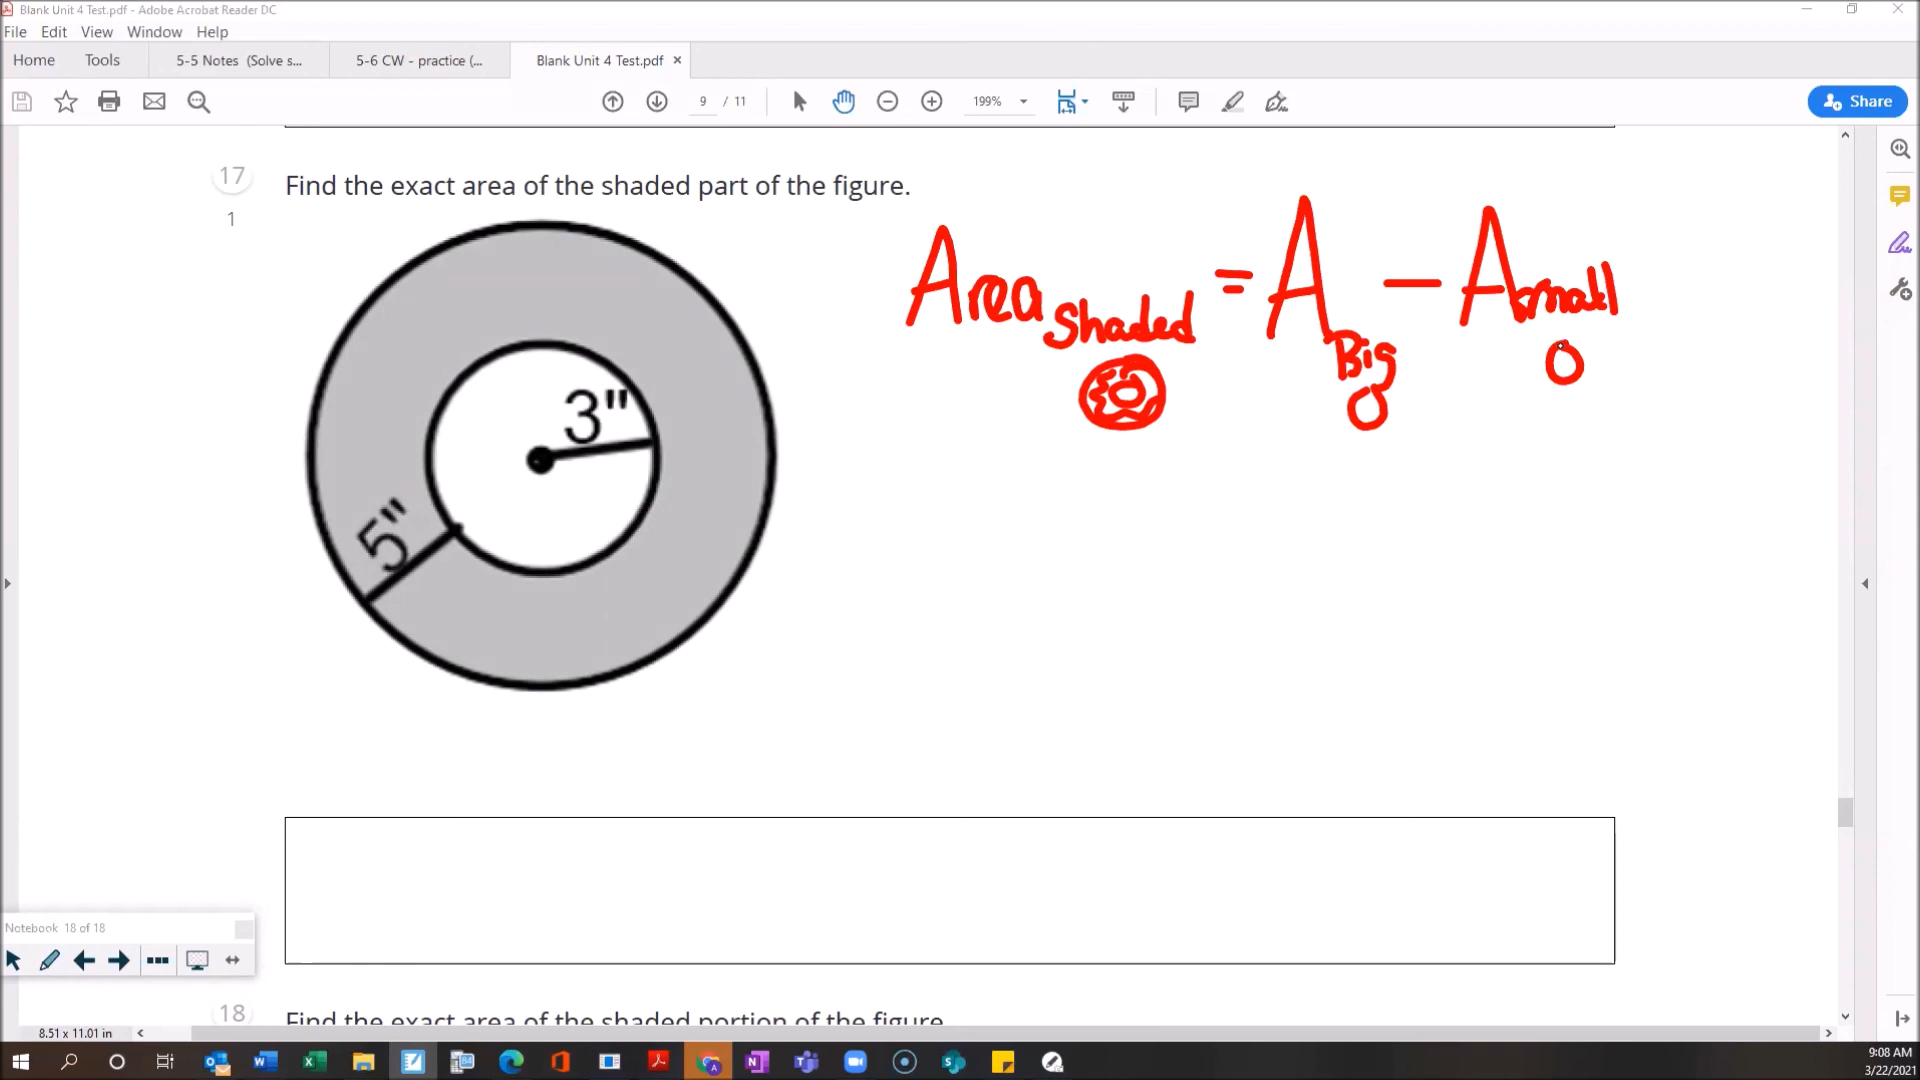 Blank Unit 4 Test.pdf - Adobe Acrobat Reader DC
File Edit View Window Help
Home Tools 5-5 Notes (Solve s... 5-6 CW - practice (... Blank Unit 4 Test.pdf ×
9 / 11 199% Share
17 Find the exact area of the shaded part of the figure.
1
Area shaded = A Big - A small
3"
5"
Notebook 18 of 18
18 Find the exact area of the shaded portion of the figure
8.51 x 11.01 in
9:08 AM
3/22/2021